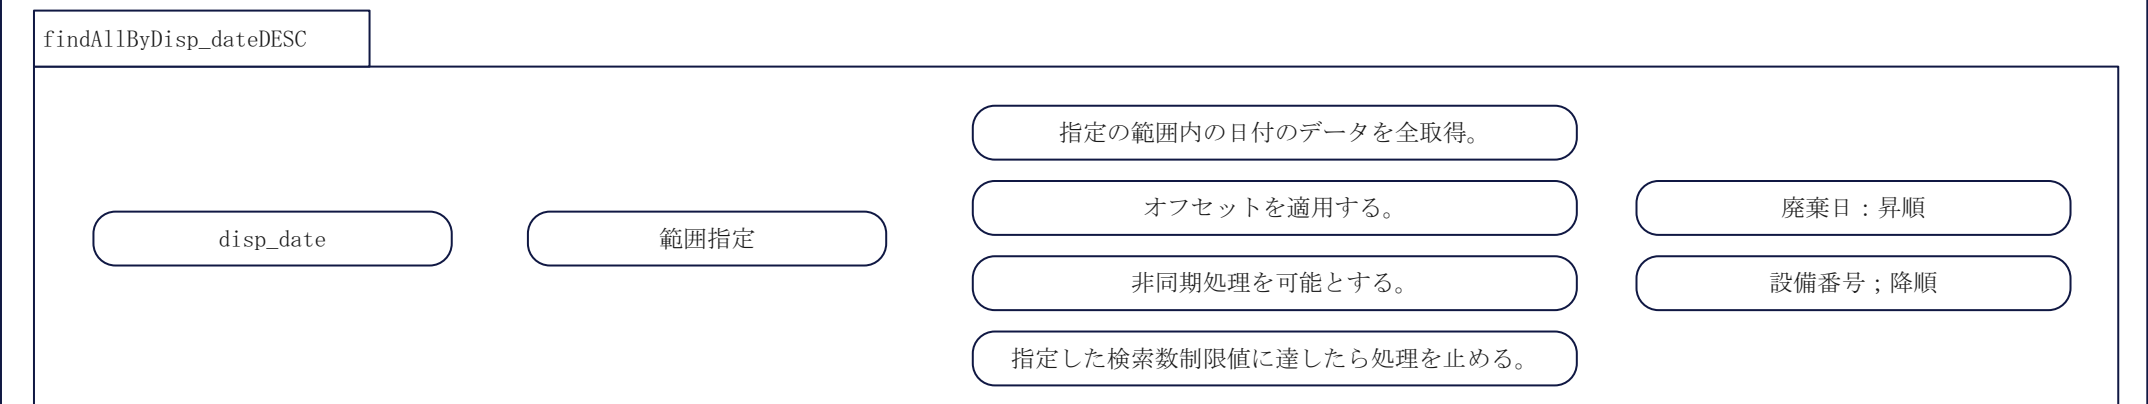 findAllByDisp_dateDESC
disp_date
範囲指定
指定の範囲内の日付のデータを全取得。
オフセットを適用する。
非同期処理を可能とする。
指定した検索数制限値に達したら処理を止める。
廃棄日：昇順
設備番号；降順